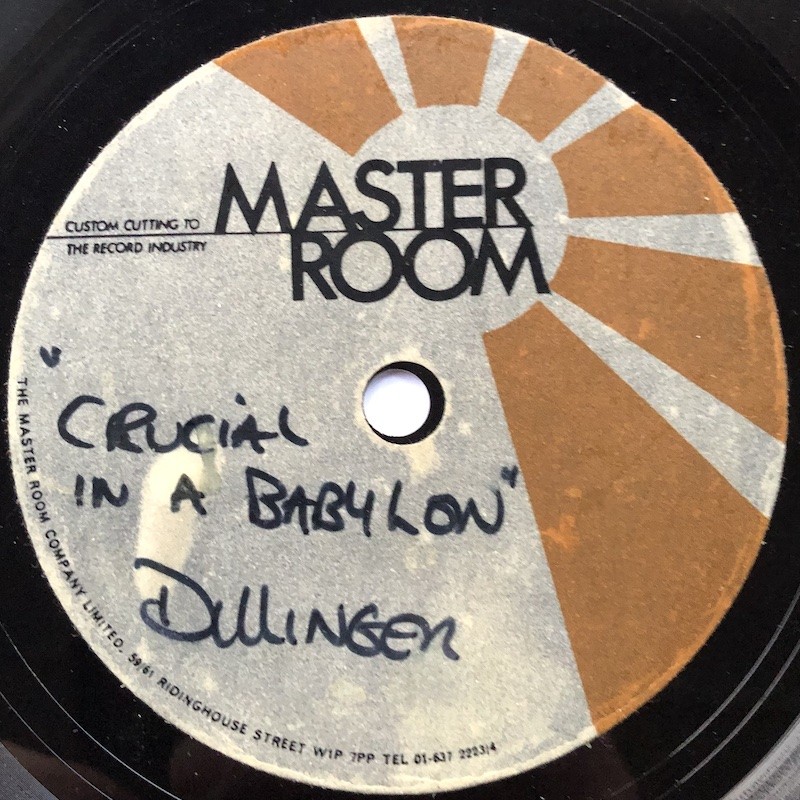 CUSTOM CUTTING TO
THE RECORD INDUSTRY
MASTER
ROOM
"CRUCIAL
IN A BABYLON"
DILLINGER
THE MASTER ROOM COMPANY LIMITED, 59/61 RIDINGHOUSE STREET W1P 7PP TEL 01-637 2223/4